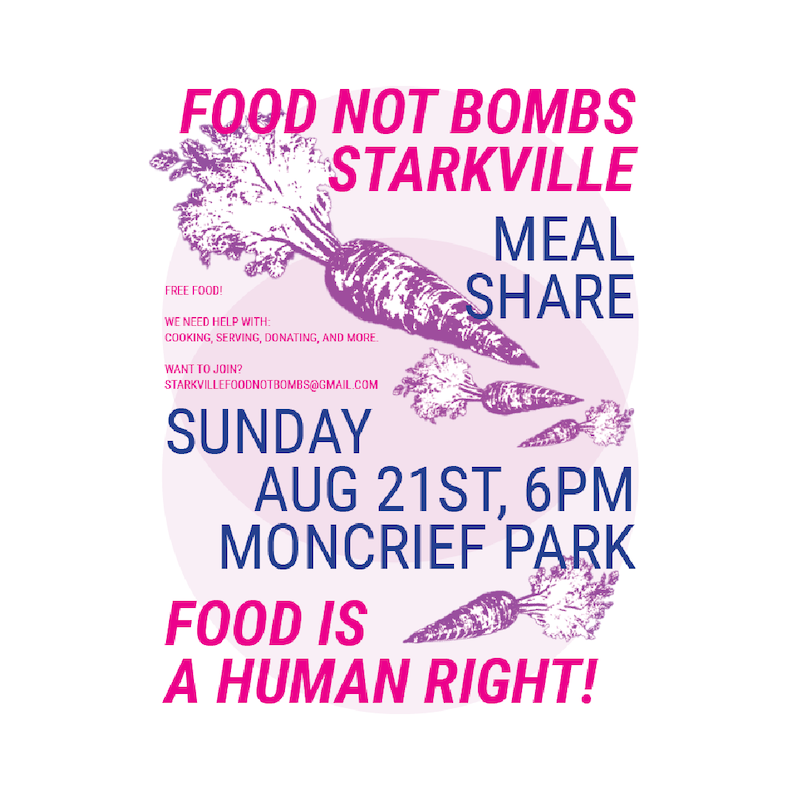 FOOD NOT BOMBS
STARKVILLE
MEAL
SHARE
FREE FOOD!
WE NEED HELP WITH:
COOKING, SERVING, DONATING, AND MORE.
WANT TO JOIN?
STARKVILLEFOODNOTBOMBS@GMAIL.COM
SUNDAY
AUG 21ST, 6PM
MONCRIEF PARK
FOOD IS
A HUMAN RIGHT!